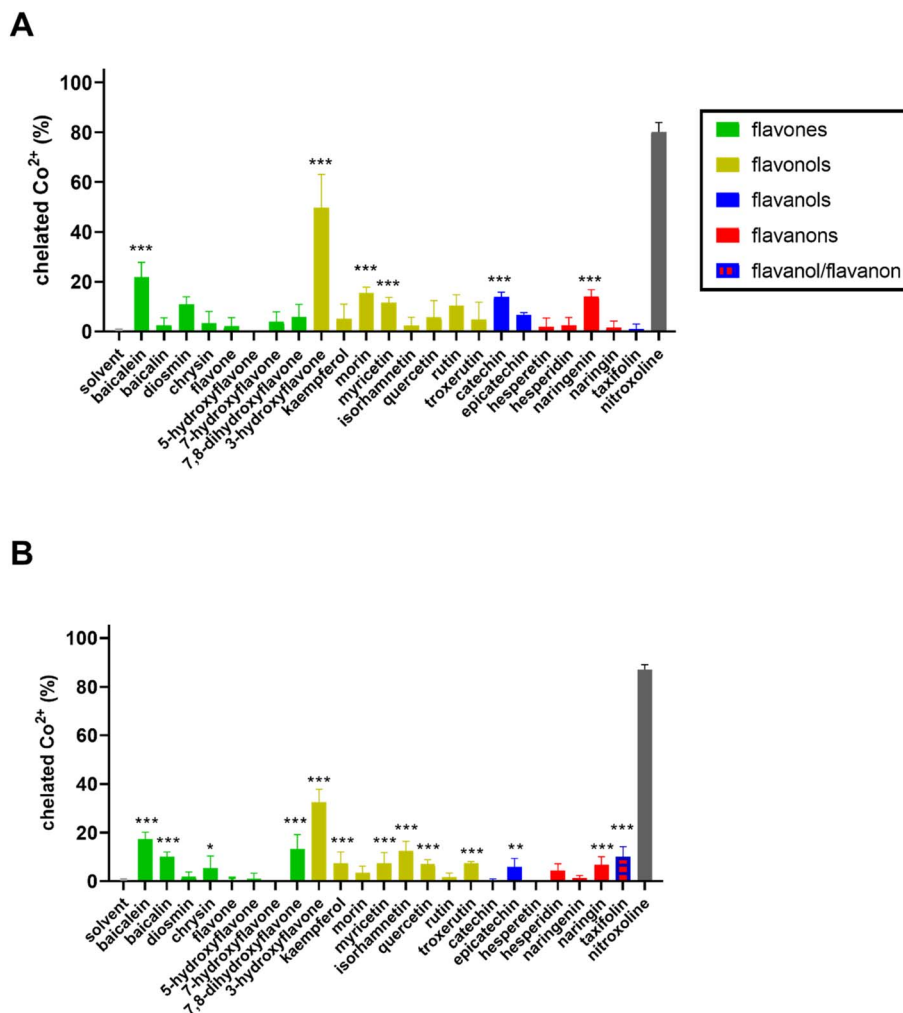 A
100
80
60
40
20
0
chelated Co²⁺ (%)
***
***
***
***
***
***
solvent
baicalein
baicalin
diosmin
chrysin
flavone
5-hydroxyflavone
7-hydroxyflavone
7,8-dihydroxyflavone
3-hydroxyflavone
kaempferol
morin
myricetin
isorhamnetin
quercetin
rutin
troxerutin
catechin
epicatechin
hesperetin
hesperidin
naringenin
naringin
taxifolin
nitroxoline
flavones
flavonols
flavanols
flavanons
flavanol/flavanon
B
100
80
60
40
20
0
chelated Co²⁺ (%)
***
***
*
***
***
***
***
***
***
***
**
***
***
solvent
baicalein
baicalin
diosmin
chrysin
flavone
5-hydroxyflavone
7-hydroxyflavone
7,8-dihydroxyflavone
3-hydroxyflavone
kaempferol
morin
myricetin
isorhamnetin
quercetin
rutin
troxerutin
catechin
epicatechin
hesperetin
hesperidin
naringenin
naringin
taxifolin
nitroxoline